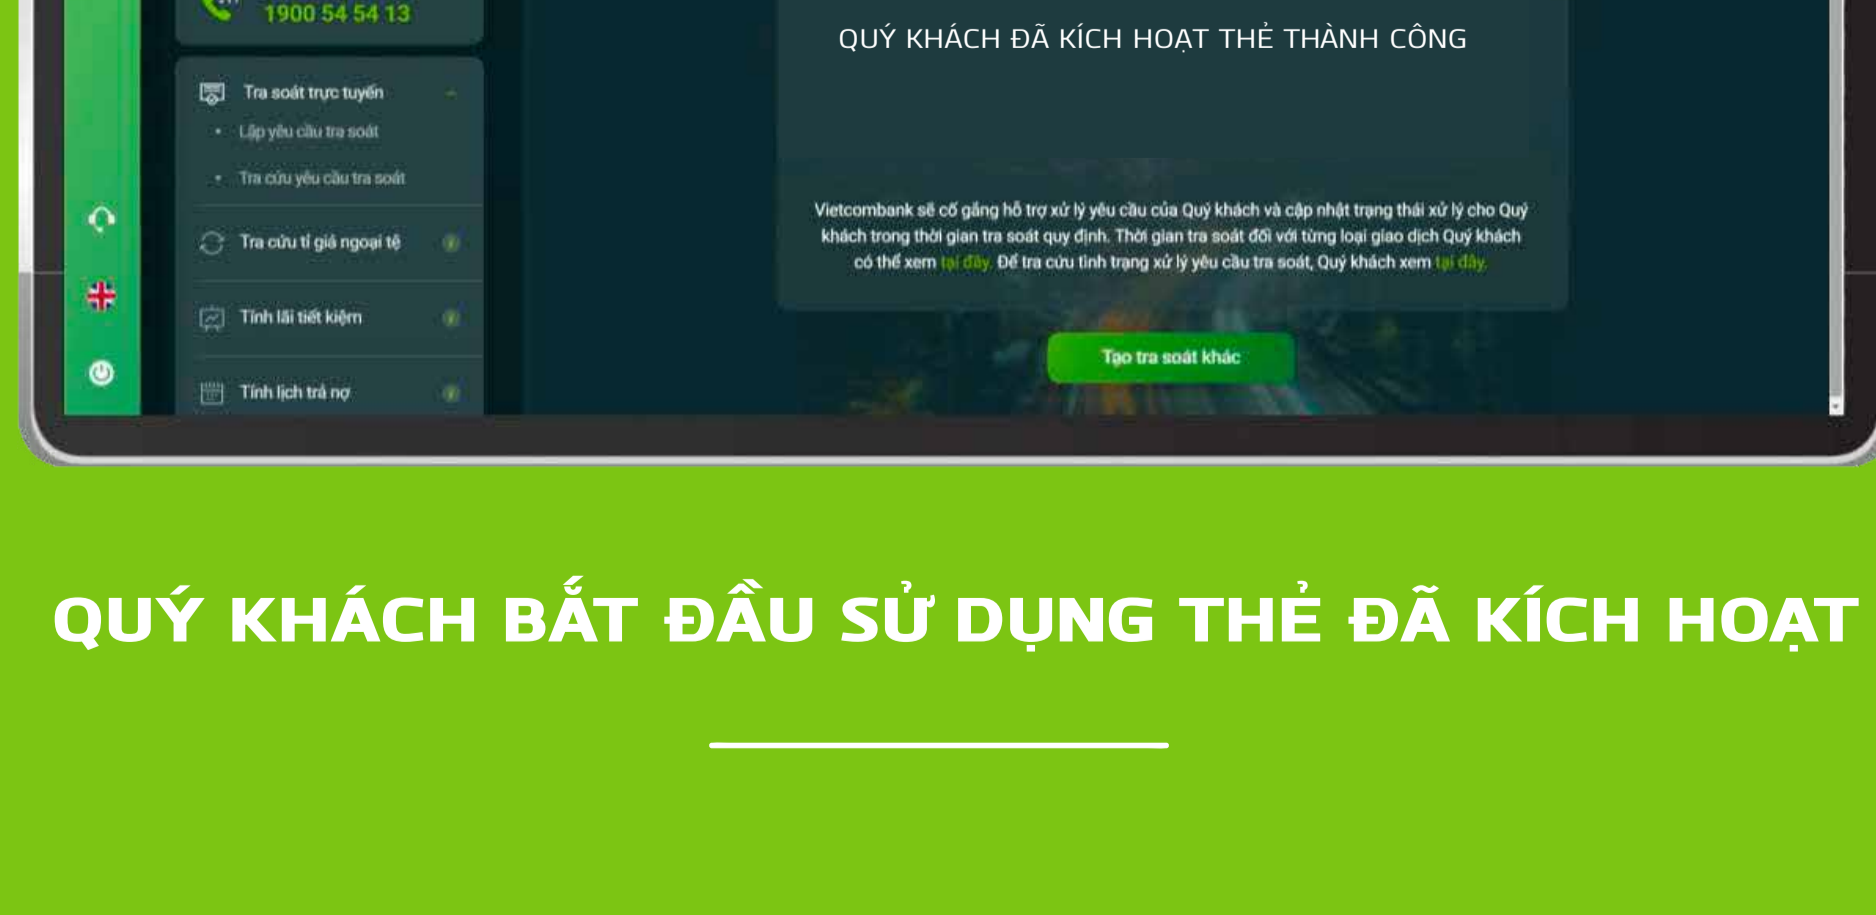 1900 54 54 13
Tra soát trực tuyến
Lập yêu cầu tra soát
Tra cứu yêu cầu tra soát
Tra cứu tỉ giá ngoại tệ
Tính lãi tiết kiệm
Tính lịch trả nợ
QUÝ KHÁCH ĐÃ KÍCH HOẠT THẺ THÀNH CÔNG
Vietcombank sẽ cố gắng hỗ trợ xử lý yêu cầu của Quý khách và cập nhật trạng thái xử lý cho Quý
khách trong thời gian tra soát quy định. Thời gian tra soát đối với từng loại giao dịch Quý khách
có thể xem tại đây. Để tra cứu tình trạng xử lý yêu cầu tra soát, Quý khách xem tại đây.
Tạo tra soát khác
QUÝ KHÁCH BẮT ĐẦU SỬ DỤNG THẺ ĐÃ KÍCH HOẠT